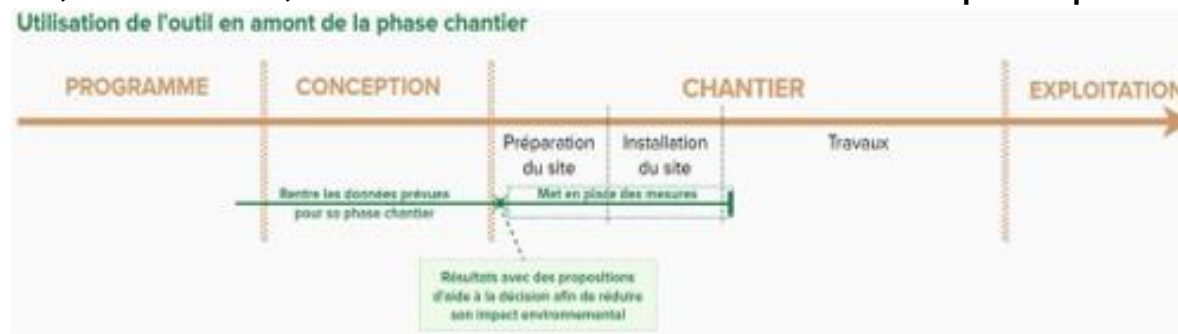 Utilisation de l'outil en amont de la phase chantier
PROGRAMME
CONCEPTION
CHANTIER
EXPLOITATION
Préparation
du site
Installation
du site
Travaux
Rentre les données prévues
pour sa phase chantier
Met en place des mesures
Résultats avec des propositions
d'aide à la décision afin de réduire
son impact environnemental